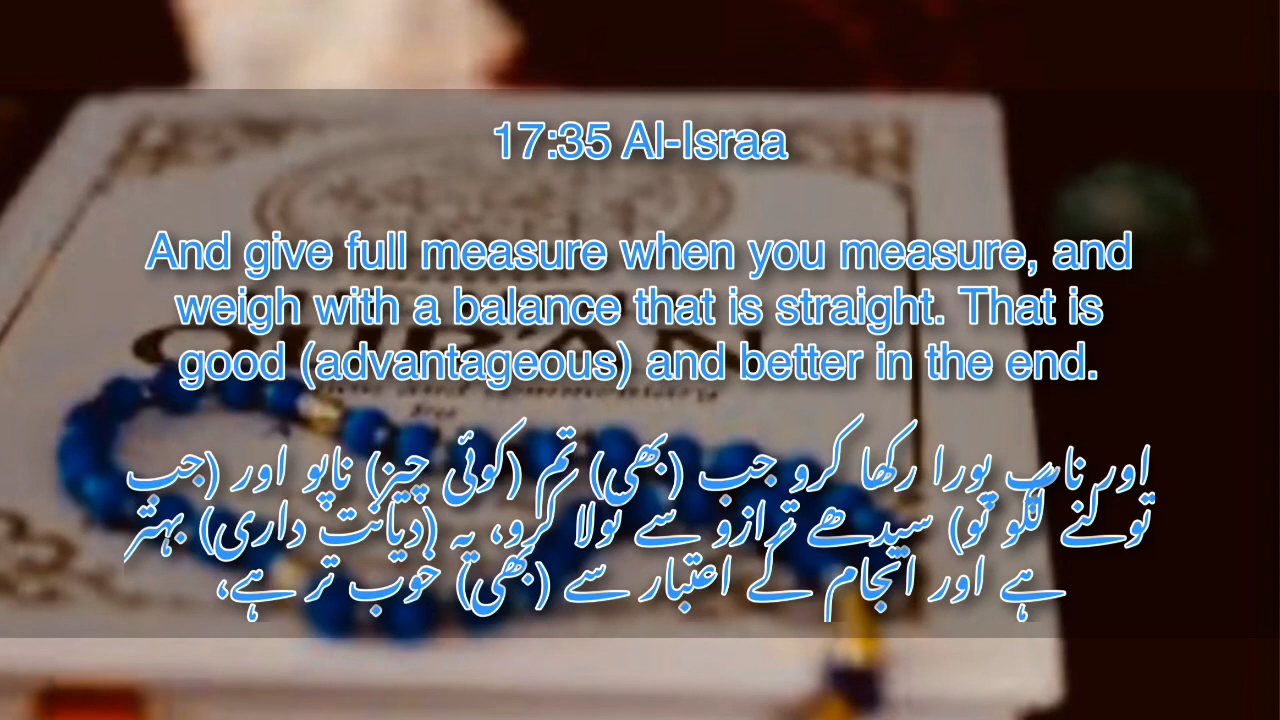 17:35 Al-Israa
And give full measure when you measure, and
weigh with a balance that is straight. That is
good (advantageous) and better in the end.
اور ناپ پورا رکھا کرو جب (بھی) تم (کوئی چیز) ناپو اور (جب
تولنے لگو تو) سیدھے ترازو سے تولا کرو، یہ (دیانت داری) بہتر
ہے اور انجام کے اعتبار سے (بھی) خوب تر ہے،